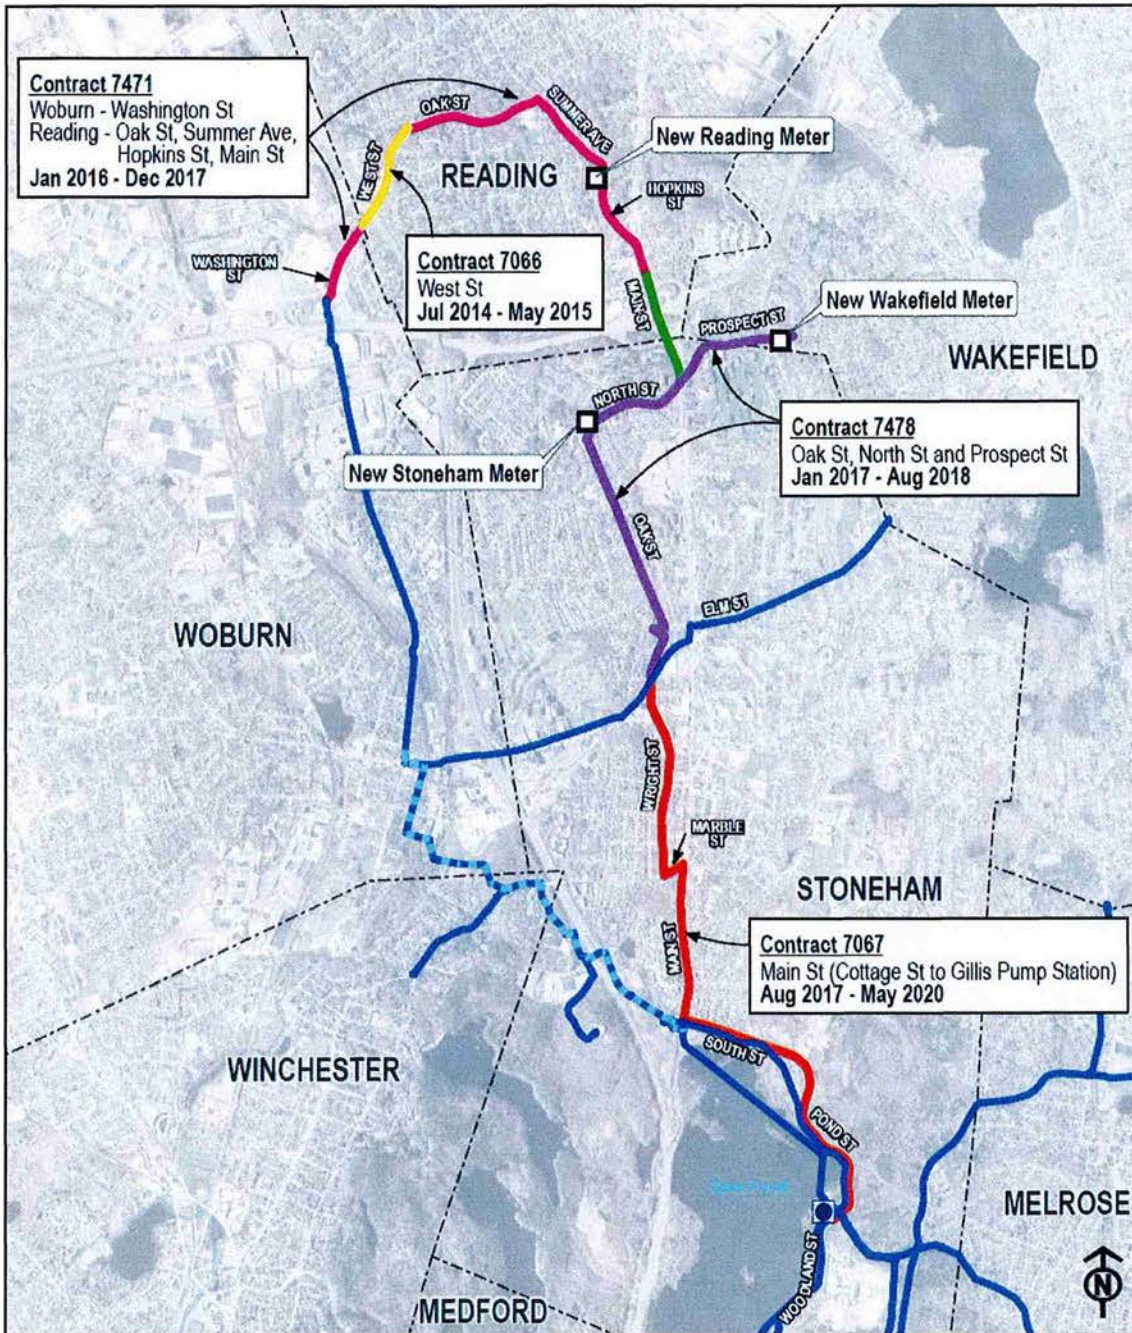 Contract 7471
Woburn - Washington St
Reading - Oak St, Summer Ave,
Hopkins St, Main St
Jan 2016 - Dec 2017
OAK ST
SUMMER AVE
WEST ST
READING
New Reading Meter
HOPKINS
ST
WASHINGTON
ST
Contract 7066
West St
Jul 2014 - May 2015
MAIN ST
New Wakefield Meter
PROSPECT ST
WAKEFIELD
NORTH ST
New Stoneham Meter
Contract 7478
Oak St, North St and Prospect St
Jan 2017 - Aug 2018
OAK ST
ELM ST
WOBURN
WRIGHT ST
MARBLE
ST
STONEHAM
MAIN ST
Contract 7067
Main St (Cottage St to Gillis Pump Station)
Aug 2017 - May 2020
SOUTH ST
WINCHESTER
POND ST
MELROSE
WOODLAND ST
N
MEDFORD